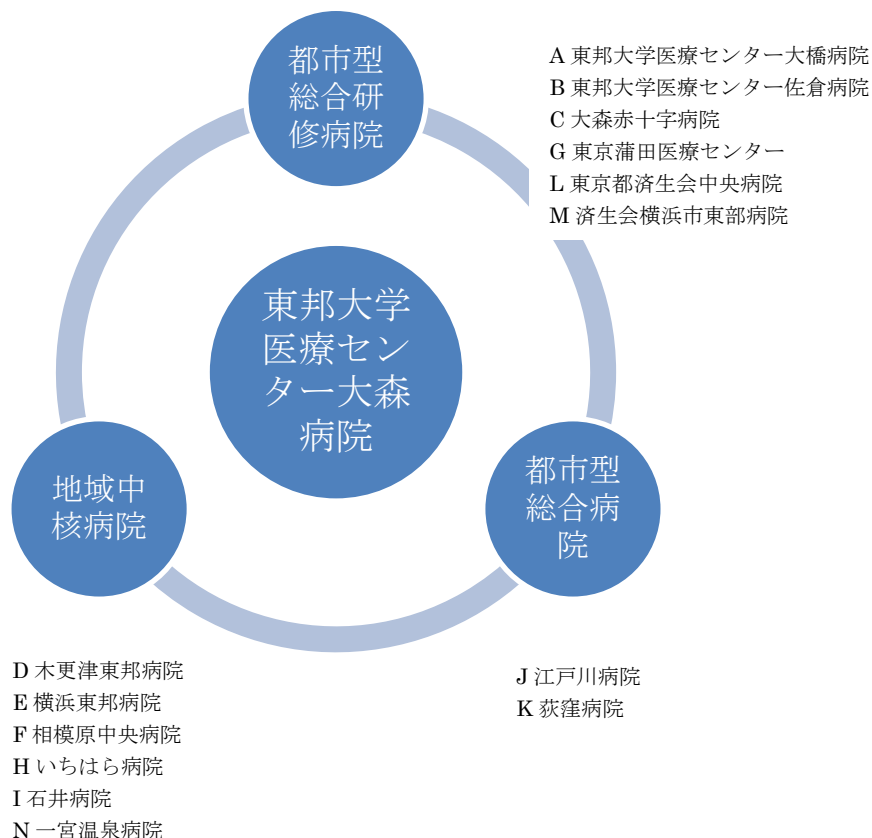 都市型
総合研
修病院
A 東邦大学医療センター大橋病院
B 東邦大学医療センター佐倉病院
C 大森赤十字病院
G 東京蒲田医療センター
L 東京都済生会中央病院
M 済生会横浜市東部病院
東邦大学
医療セン
ター大森
病院
地域中
核病院
都市型
総合病
院
D 木更津東邦病院
E 横浜東邦病院
F 相模原中央病院
H いちはら病院
I 石井病院
N 一宮温泉病院
J 江戸川病院
K 荻窪病院